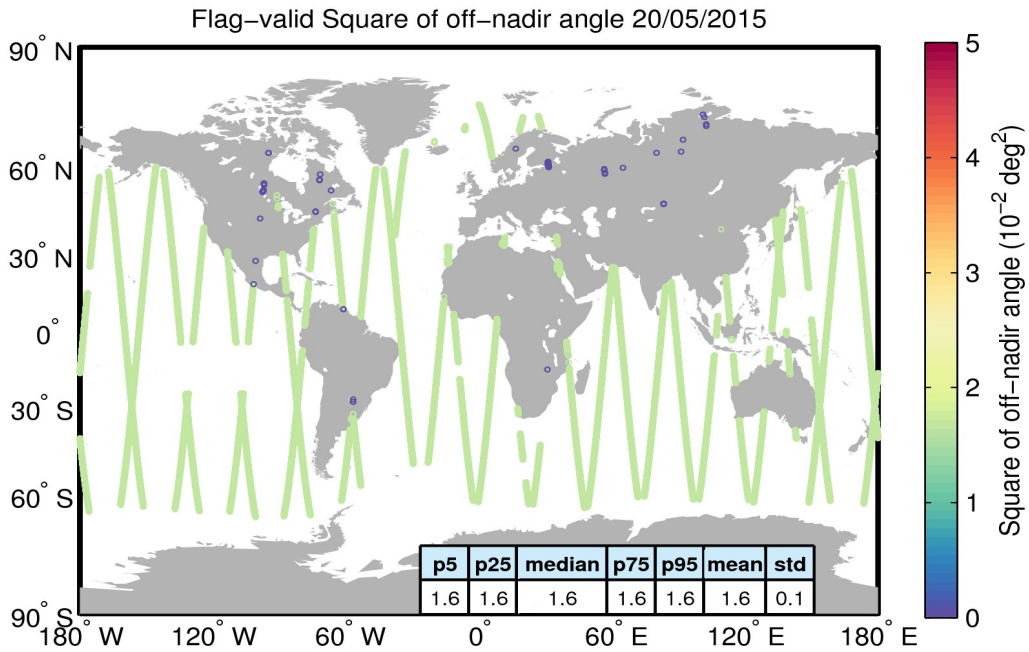 Flag−valid Square of off−nadir angle 20/05/2015
90° N
60° N
30° N
0°
30° S
60° S
90° S
180° W
120° W
60° W
0°
60° E
120° E
180° E
p5 p25 median p75 p95 mean std
1.6 1.6 1.6 1.6 1.6 1.6 0.1
5
4
3
2
1
0
Square of off−nadir angle (10⁻² deg²)